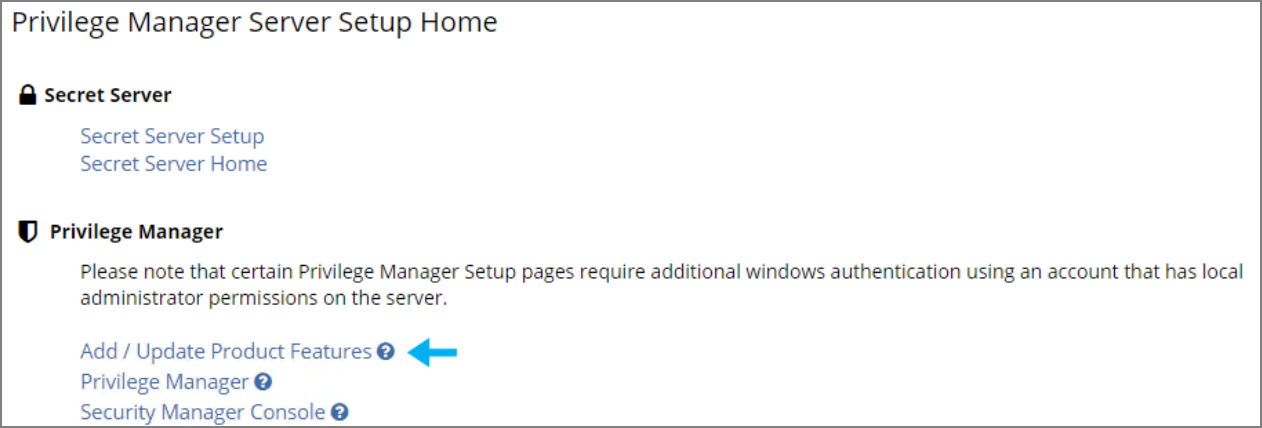 Privilege Manager Server Setup Home
Secret Server
Secret Server Setup
Secret Server Home
Privilege Manager
Please note that certain Privilege Manager Setup pages require additional windows authentication using an account that has local
administrator permissions on the server.
Add / Update Product Features ?
Privilege Manager ?
Security Manager Console ?